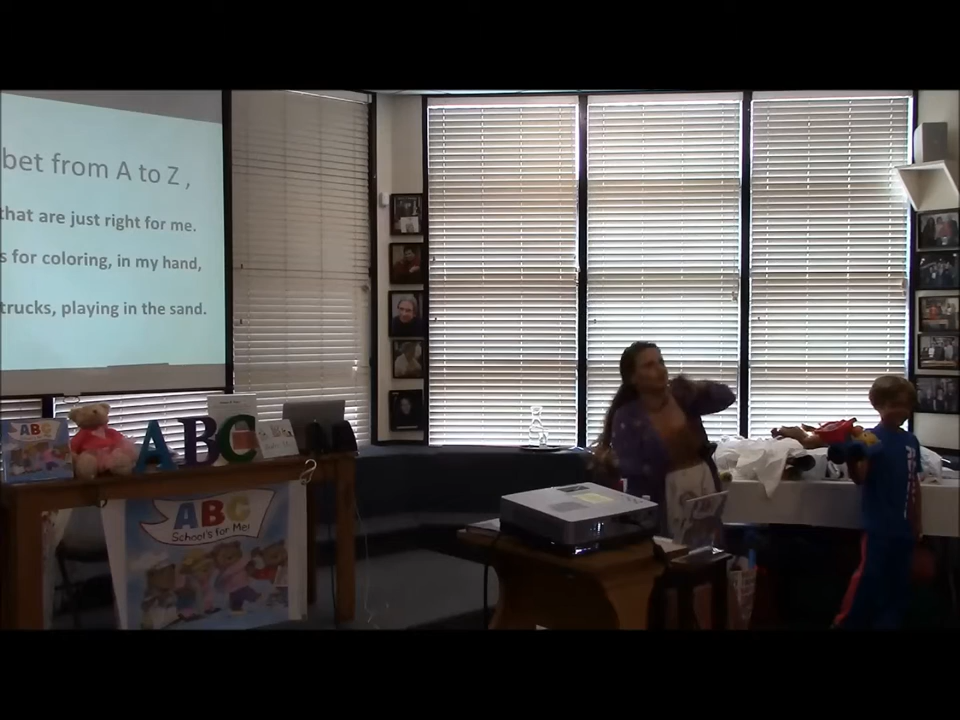 bet from A to Z ,
that are just right for me.
s for coloring, in my hand,
trucks, playing in the sand.
ABC
ABC
ABC
School's for Me!